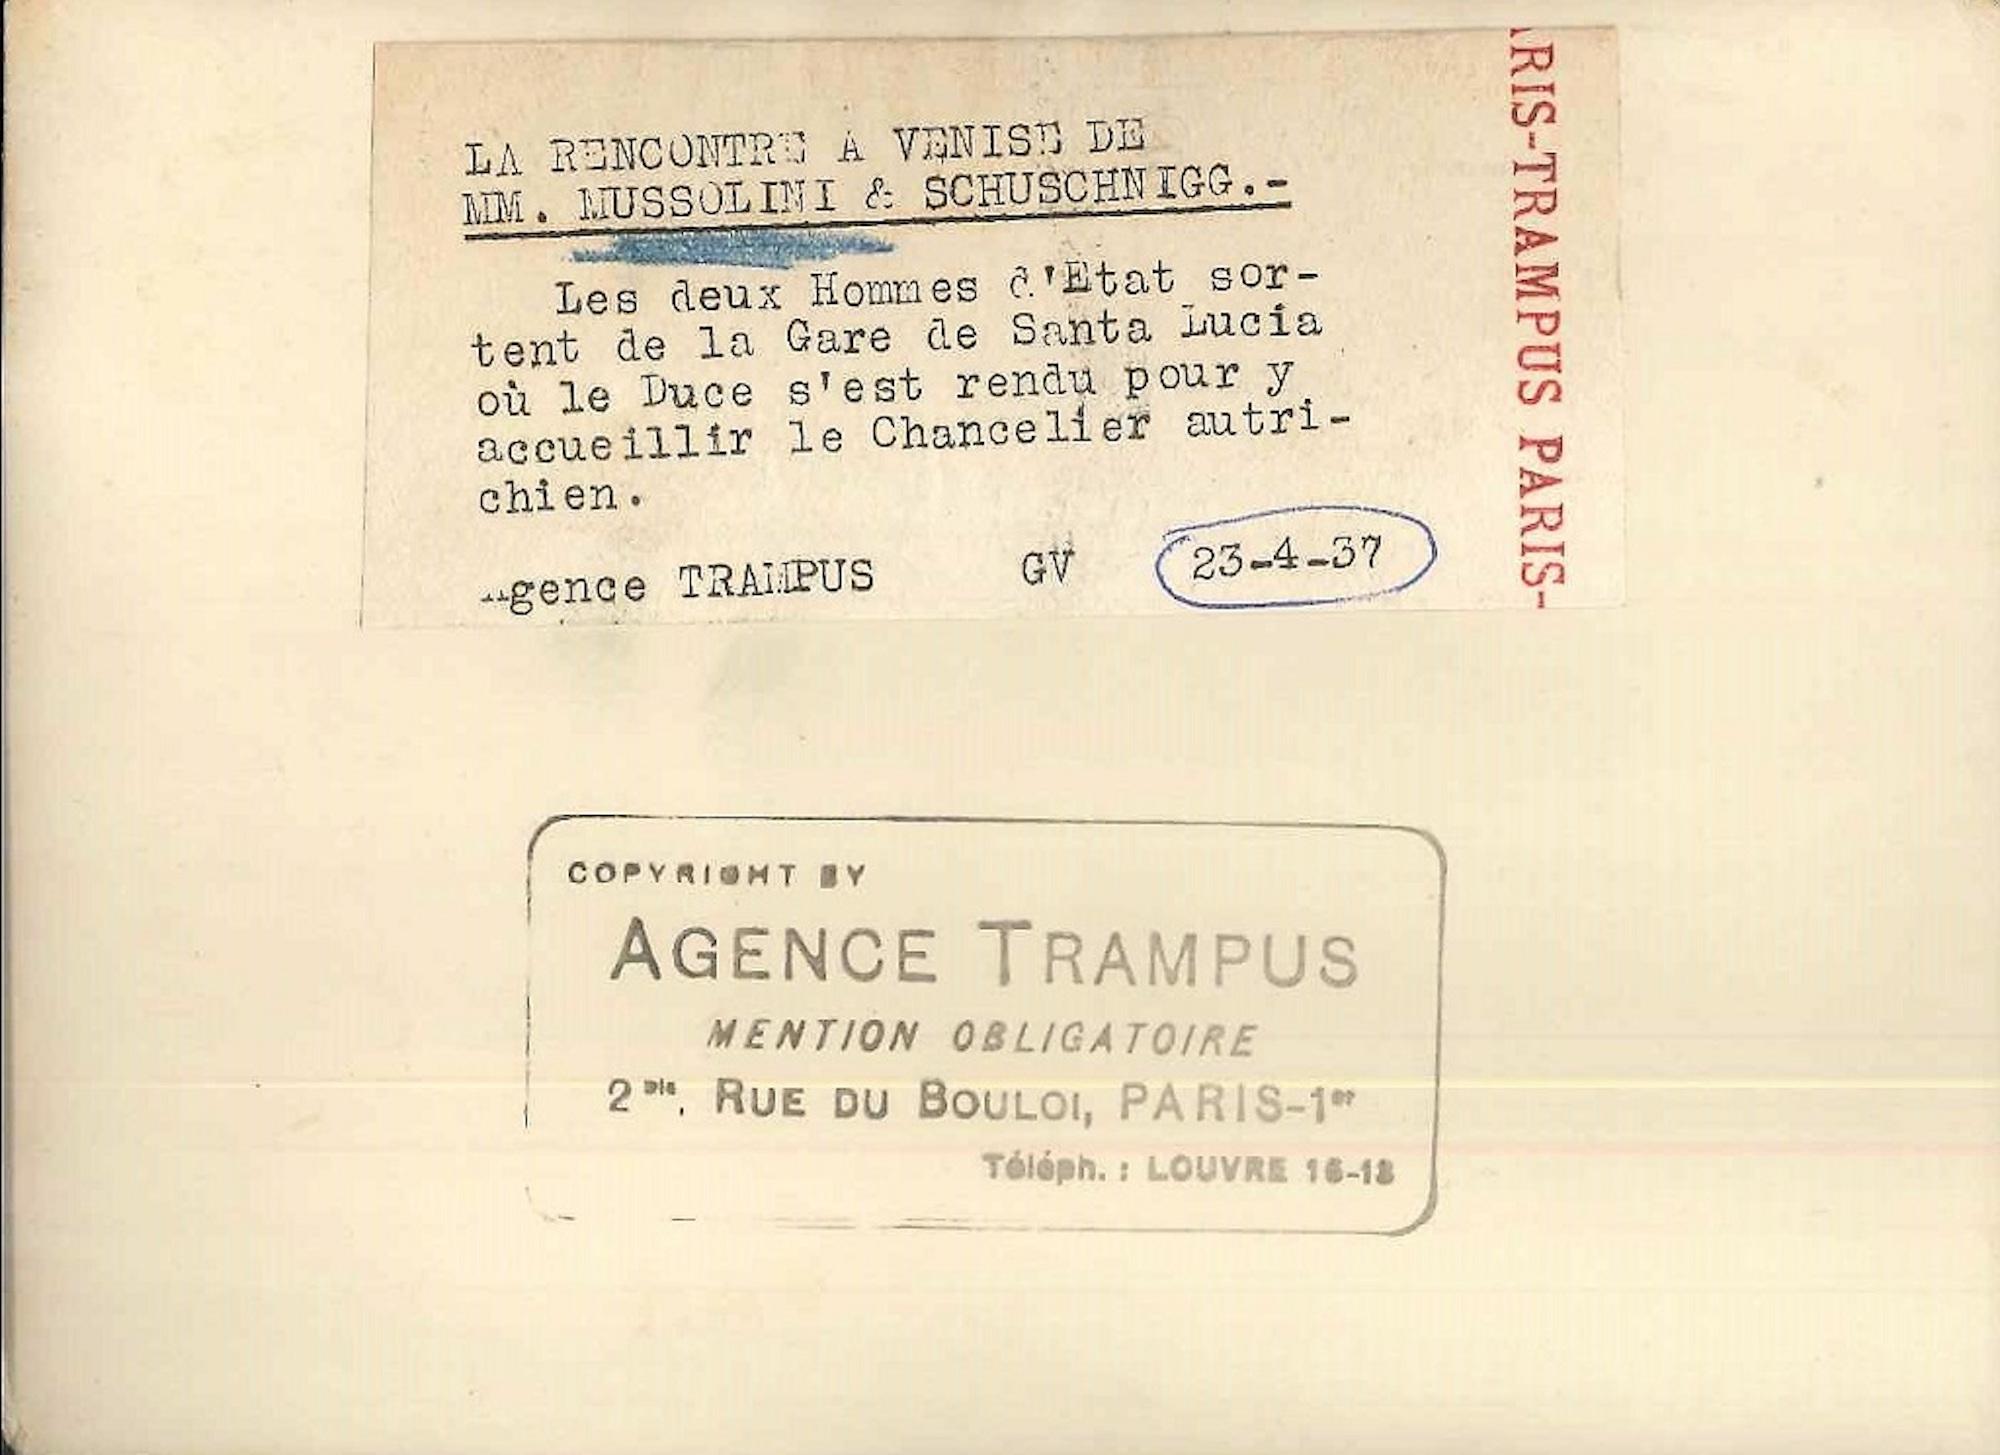 LA RENCONTRE A VENISE DE
MM. MUSSOLINI & SCHUSCHNIGG.-
Les deux Hommes d'Etat sor-
tent de la Gare de Santa Lucia
où le Duce s'est rendu pour y
accueillir le Chancelier autri-
chien.
Agence TRAMPUS GV 23-4-37
ARIS-TRAMPUS PARIS-
COPYRIGHT BY
AGENCE TRAMPUS
MENTION OBLIGATOIRE
2bis, RUE DU BOULOI, PARIS-1er
Téléph. : LOUVRE 16-18